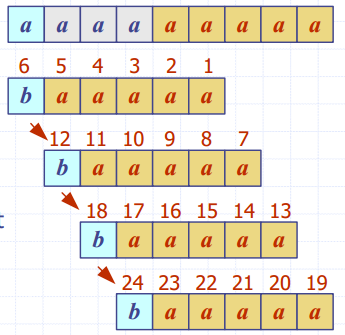 a a a a a a a a a
6 5 4 3 2 1
b a a a a a
12 11 10 9 8 7
b a a a a a
t
18 17 16 15 14 13
b a a a a a
24 23 22 21 20 19
b a a a a a